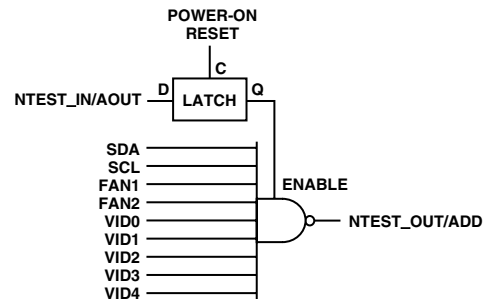 POWER-ON
RESET
C
D
Q
NTEST_IN/AOUT
LATCH
SDA
SCL
FAN1
ENABLE
FAN2
VID0
NTEST_OUT/ADD
VID1
VID2
VID3
VID4